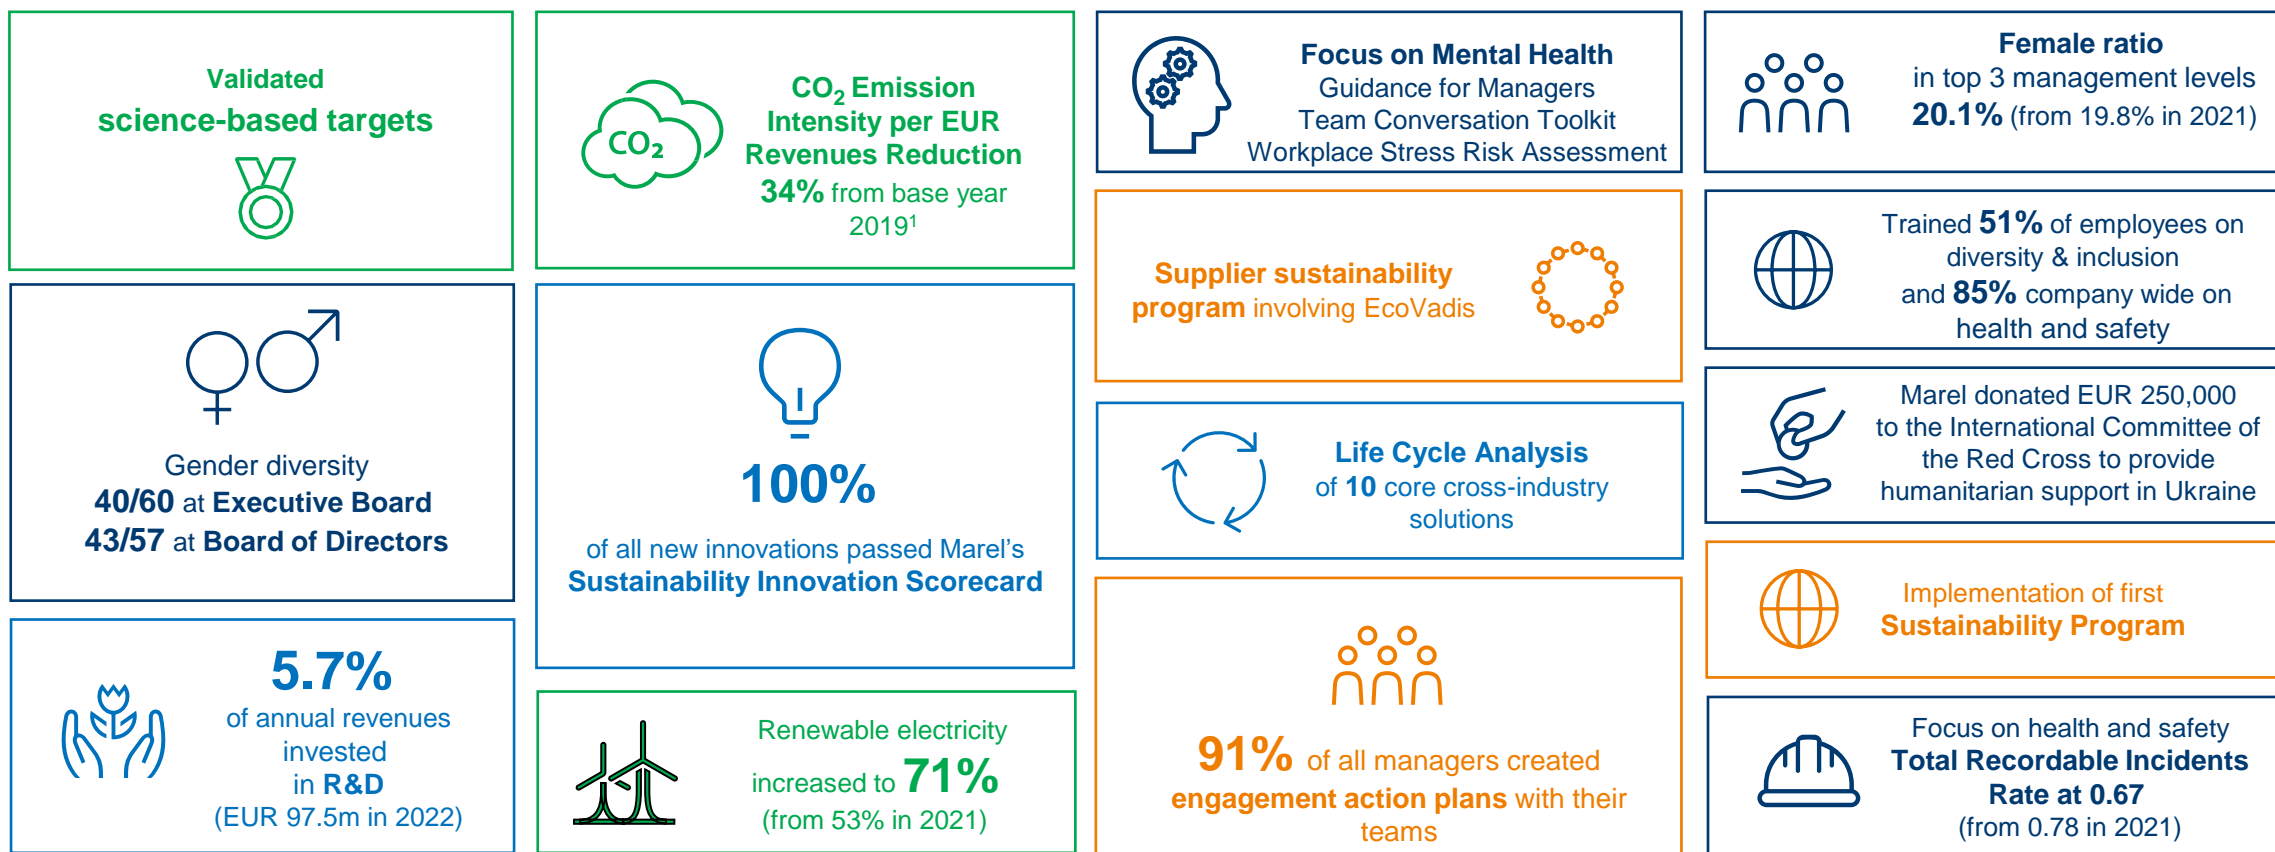 Validated
science-based targets
CO₂ Emission
Intensity per EUR
Revenues Reduction
34% from base year
2019¹
CO₂
Focus on Mental Health
Guidance for Managers
Team Conversation Toolkit
Workplace Stress Risk Assessment
Female ratio
in top 3 management levels
20.1% (from 19.8% in 2021)
Supplier sustainability
program involving EcoVadis
Trained 51% of employees on
diversity & inclusion
and 85% company wide on
health and safety
Gender diversity
40/60 at Executive Board
43/57 at Board of Directors
100%
of all new innovations passed Marel’s
Sustainability Innovation Scorecard
Life Cycle Analysis
of 10 core cross-industry
solutions
Marel donated EUR 250,000
to the International Committee of
the Red Cross to provide
humanitarian support in Ukraine
Implementation of first
Sustainability Program
5.7%
of annual revenues
invested
in R&D
(EUR 97.5m in 2022)
Renewable electricity
increased to 71%
(from 53% in 2021)
91% of all managers created
engagement action plans with their
teams
Focus on health and safety
Total Recordable Incidents
Rate at 0.67
(from 0.78 in 2021)